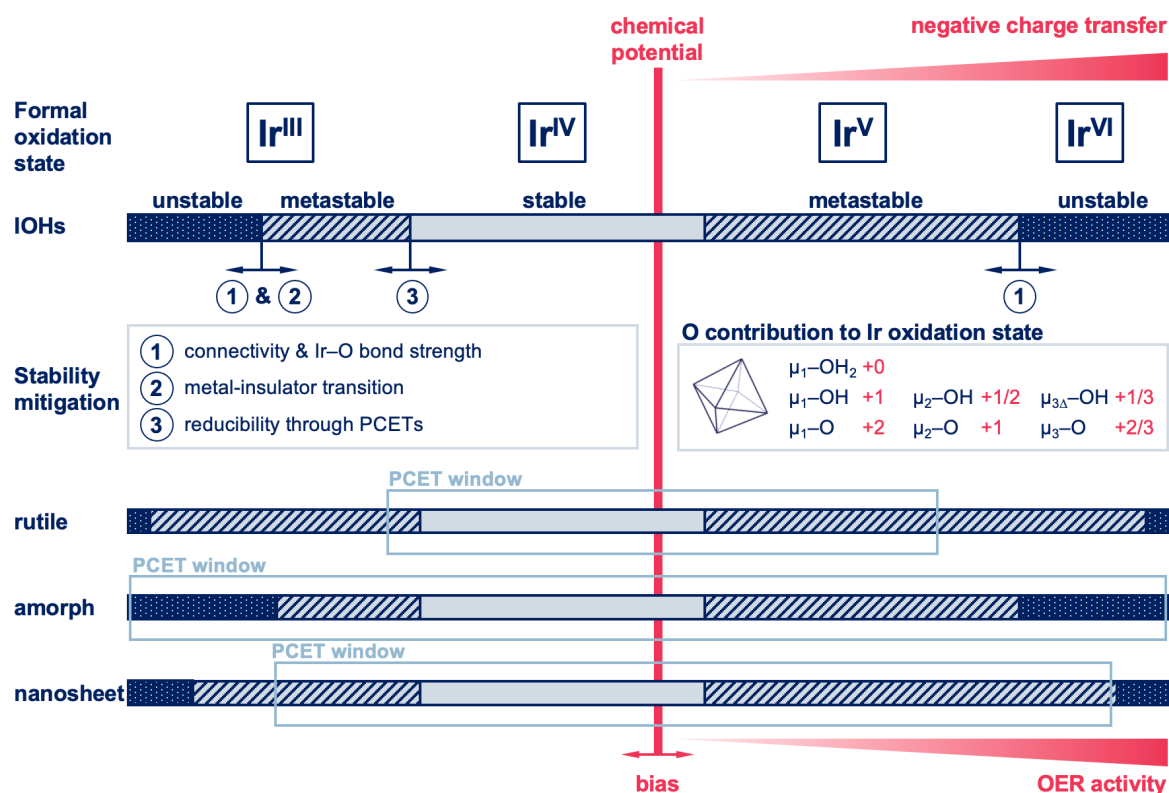 chemical
potential
negative charge transfer
Formal
oxidation
state
Ir^III
Ir^IV
Ir^V
Ir^VI
unstable
metastable
stable
metastable
unstable
IOHs
1 & 2
3
1
Stability
mitigation
1 connectivity & Ir–O bond strength
2 metal-insulator transition
3 reducibility through PCETs
O contribution to Ir oxidation state
μ₁–OH₂ +0
μ₁–OH +1 μ₂–OH +1/2 μ₃Δ–OH +1/3
μ₁–O +2 μ₂–O +1 μ₃–O +2/3
PCET window
rutile
PCET window
amorph
PCET window
nanosheet
bias
OER activity